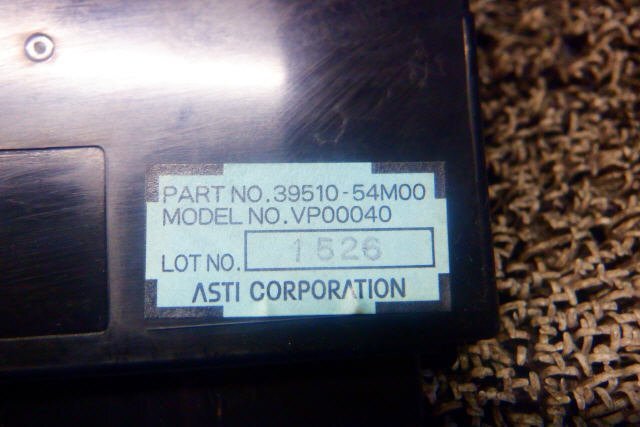 PART NO. 39510-54M00
MODEL NO. VP00040
LOT NO. 1526
ASTI CORPORATION